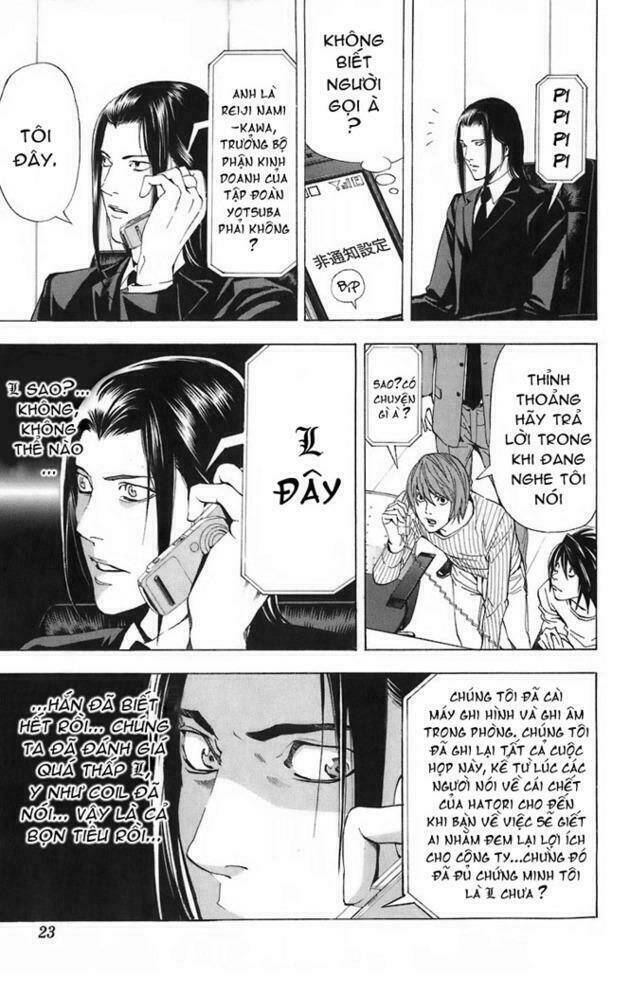 PI
PI
PI
PI
KHÔNG
BIẾT
NGƯỜI
GỌI À
?
非通知設定
BÍP
ANH LÀ
REIJI NAMI
-KAWA,
TRƯỞNG BỘ
PHẬN KINH
DOANH CỦA
TẬP ĐOÀN
YOTSUBA
PHẢI KHÔNG
?
TÔI
ĐÂY.
THỈNH
THOẢNG
HÃY TRẢ
LỜI TRONG
KHI ĐANG
NGHE TÔI
NÓI
SAO? CÓ
CHUYỆN
GÌ À?
L
ĐÂY
L SAO?...
KHÔNG,
KHÔNG
THỂ NÀO
...
CHÚNG TÔI ĐÃ CÀI
MÁY GHI HÌNH VÀ GHI ÂM
TRONG PHÒNG. CHÚNG TÔI
ĐÃ GHI LẠI TẤT CẢ CUỘC
HỌP NÀY, KỂ TỪ LÚC CÁC
NGƯƠI NÓI VỀ CÁI CHẾT
CỦA HATORI CHO ĐẾN
KHI BÀN VỀ VIỆC SẼ GIẾT
AI NHẰM ĐEM LẠI LỢI ÍCH
CHO CÔNG TY...CHỪNG ĐÓ
ĐÃ ĐỦ CHỨNG MINH TÔI
LÀ L CHƯA?
...HẮN ĐÃ BIẾT
HẾT RỒI... CHÚNG
TA ĐÃ ĐÁNH GIÁ
QUÁ THẤP L,
Y NHƯ COIL ĐÃ
NÓI... VẬY LÀ CẢ
BỌN TIÊU RỒI...
23